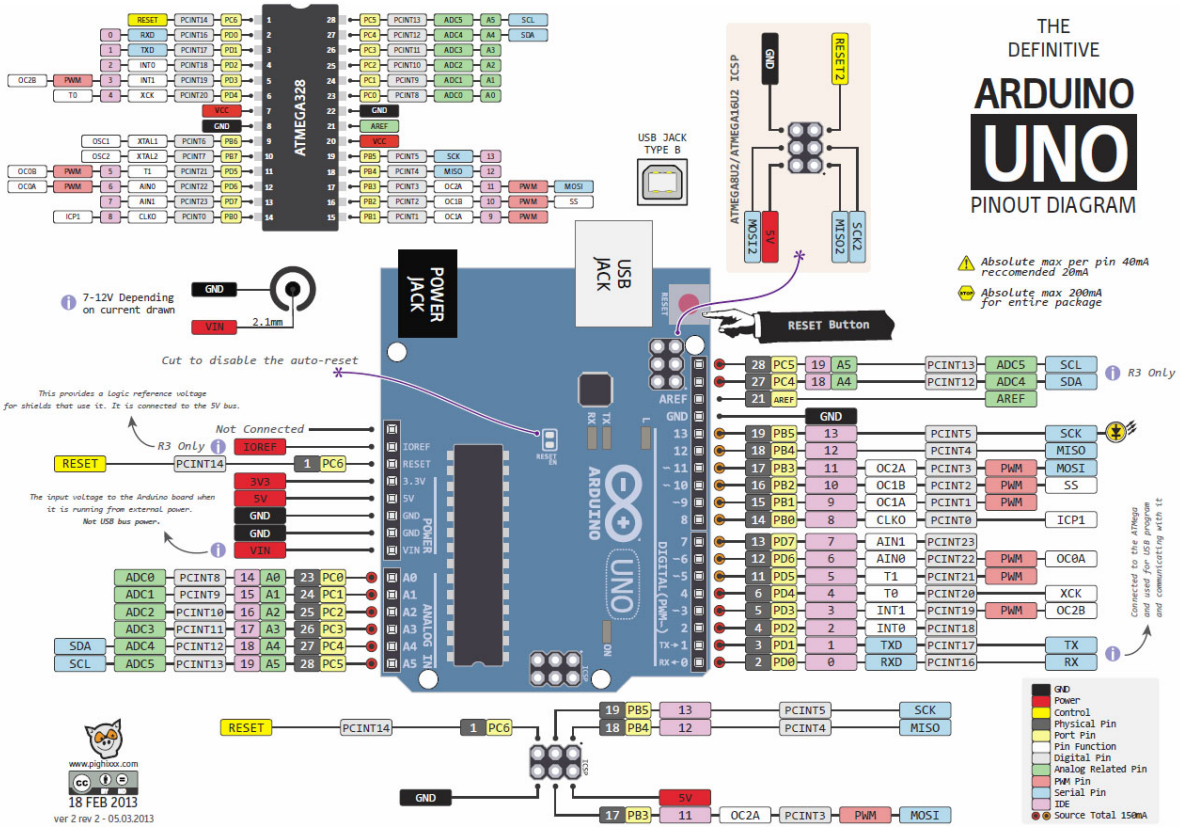 THE
DEFINITIVE
ARDUINO
UNO
PINOUT DIAGRAM
Absolute max per pin 40mA
reccomended 20mA
STOP Absolute max 200mA
for entire package
RESET PCINT14 PC6 1
0 RXD PCINT16 PD0 2
1 TXD PCINT17 PD1 3
2 INT0 PCINT18 PD2 4
OC2B PWM 3 INT1 PCINT19 PD3 5
T0 4 XCK PCINT20 PD4 6
VCC 7
GND 8
OSC1 XTAL1 PCINT6 PB6 9
OSC2 XTAL2 PCINT7 PB7 10
OC0B PWM 5 T1 PCINT21 PD5 11
OC0A PWM 6 AIN0 PCINT22 PD6 12
7 AIN1 PCINT23 PD7 13
ICP1 8 CLKO PCINT0 PB0 14
ATMEGA328
28 PC5 PCINT13 ADC5 A5 SCL
27 PC4 PCINT12 ADC4 A4 SDA
26 PC3 PCINT11 ADC3 A3
25 PC2 PCINT10 ADC2 A2
24 PC1 PCINT9 ADC1 A1
23 PC0 PCINT8 ADC0 A0
22 GND
21 AREF
20 VCC
19 PB5 PCINT5 SCK 13
18 PB4 PCINT4 MISO 12
17 PB3 PCINT3 OC2A 11 PWM MOSI
16 PB2 PCINT2 OC1B 10 PWM SS
15 PB1 PCINT1 OC1A 9 PWM
USB JACK
TYPE B
ATMEGA8U2/ATMEGA16U2 ICSP
GND
RESET2
MOSI2
5V
MISO2
SCK2
7-12V Depending
on current drawn
GND
VIN
2.1mm
POWER
JACK
USB
JACK
RESET
RESET Button
Cut to disable the auto-reset
This provides a logic reference voltage
for shields that use it. It is connected to the 5V bus.
Not Connected
R3 Only IOREF
RESET PCINT14 1 PC6
3V3
5V
GND
GND
VIN
The input voltage to the Arduino board when
it is running from external power.
Not USB bus power.
ADC0 PCINT8 14 A0 23 PC0
ADC1 PCINT9 15 A1 24 PC1
ADC2 PCINT10 16 A2 25 PC2
ADC3 PCINT11 17 A3 26 PC3
SDA ADC4 PCINT12 18 A4 27 PC4
SCL ADC5 PCINT13 19 A5 28 PC5
IOREF
RESET
3.3V
5V
GND
GND
VIN
POWER
A0
A1
A2
A3
A4
A5
ANALOG IN
RESET
EN
RX
TX
L
ARDUINO
UNO
ON
ICSP
DIGITAL(PWM~)
AREF
GND
13
12
~11
~10
~9
8
7
~6
~5
4
~3
2
TX→1
RX←0
28 PC5 19 A5 PCINT13 ADC5 SCL
27 PC4 18 A4 PCINT12 ADC4 SDA
R3 Only
21 AREF AREF
GND
19 PB5 13 PCINT5 SCK
18 PB4 12 PCINT4 MISO
17 PB3 11 OC2A PCINT3 PWM MOSI
16 PB2 10 OC1B PCINT2 PWM SS
15 PB1 9 OC1A PCINT1 PWM
14 PB0 8 CLKO PCINT0 ICP1
13 PD7 7 AIN1 PCINT23
12 PD6 6 AIN0 PCINT22 PWM OC0A
11 PD5 5 T1 PCINT21 PWM
6 PD4 4 T0 PCINT20 XCK
5 PD3 3 INT1 PCINT19 PWM OC2B
4 PD2 2 INT0 PCINT18
3 PD1 1 TXD PCINT17 TX
2 PD0 0 RXD PCINT16 RX
Connected to the ATMega
and used for USB program
and communicating with it
RESET PCINT14 1 PC6
GND
ICSP
19 PB5 13 PCINT5 SCK
18 PB4 12 PCINT4 MISO
5V
17 PB3 11 OC2A PCINT3 PWM MOSI
GND
Power
Control
Physical Pin
Port Pin
Pin Function
Digital Pin
Analog Related Pin
PWM Pin
Serial Pin
IDE
Source Total 150mA
www.pighixxx.com
cc
18 FEB 2013
ver 2 rev 2 - 05.03.2013